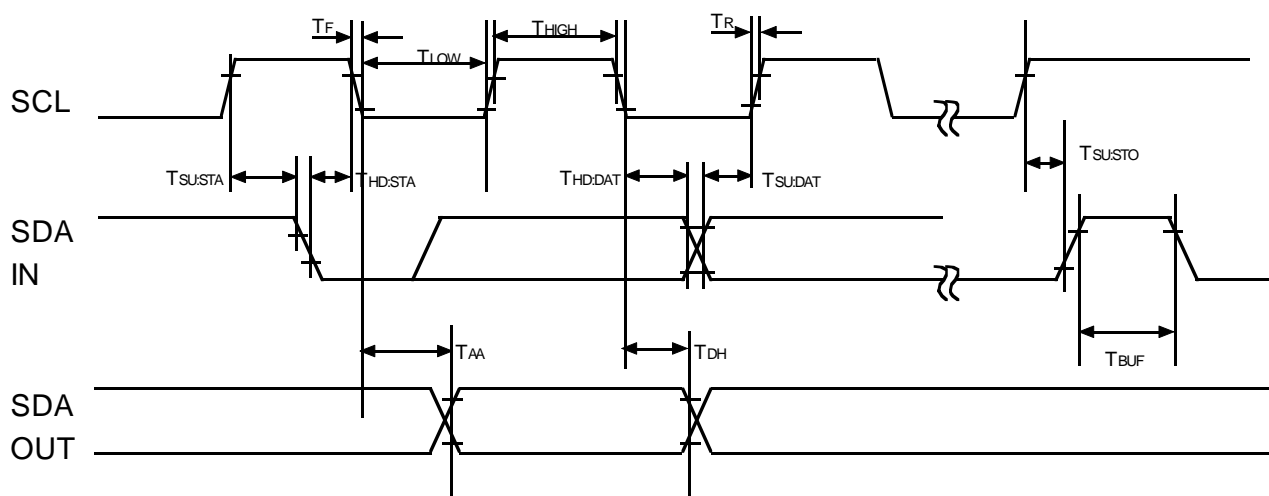 TF
TLOW
THIGH
TR
SCL
TSU:STA
THD:STA
THD:DAT
TSU:DAT
TSU:STO
SDA
IN
TAA
TDH
TBUF
SDA
OUT